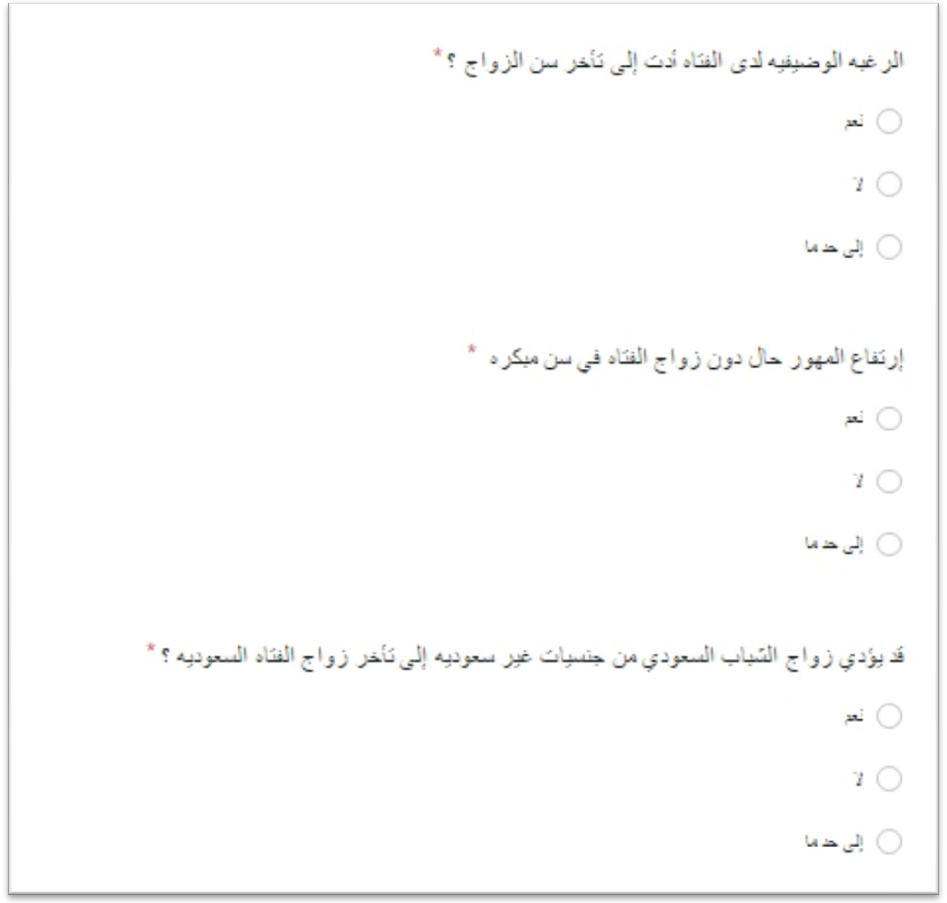 الرغبه الوضيفيه لدى الفتاه أدت إلى تأخر سن الزواج ؟ *
نعم
لا
إلى حد ما
إرتفاع المهور حال دون زواج الفتاه في سن مبكره *
نعم
لا
إلى حد ما
قد يؤدي زواج الشباب السعودي من جنسيات غير سعوديه إلى تأخر زواج الفتاه السعوديه ؟ *
نعم
لا
إلى حد ما